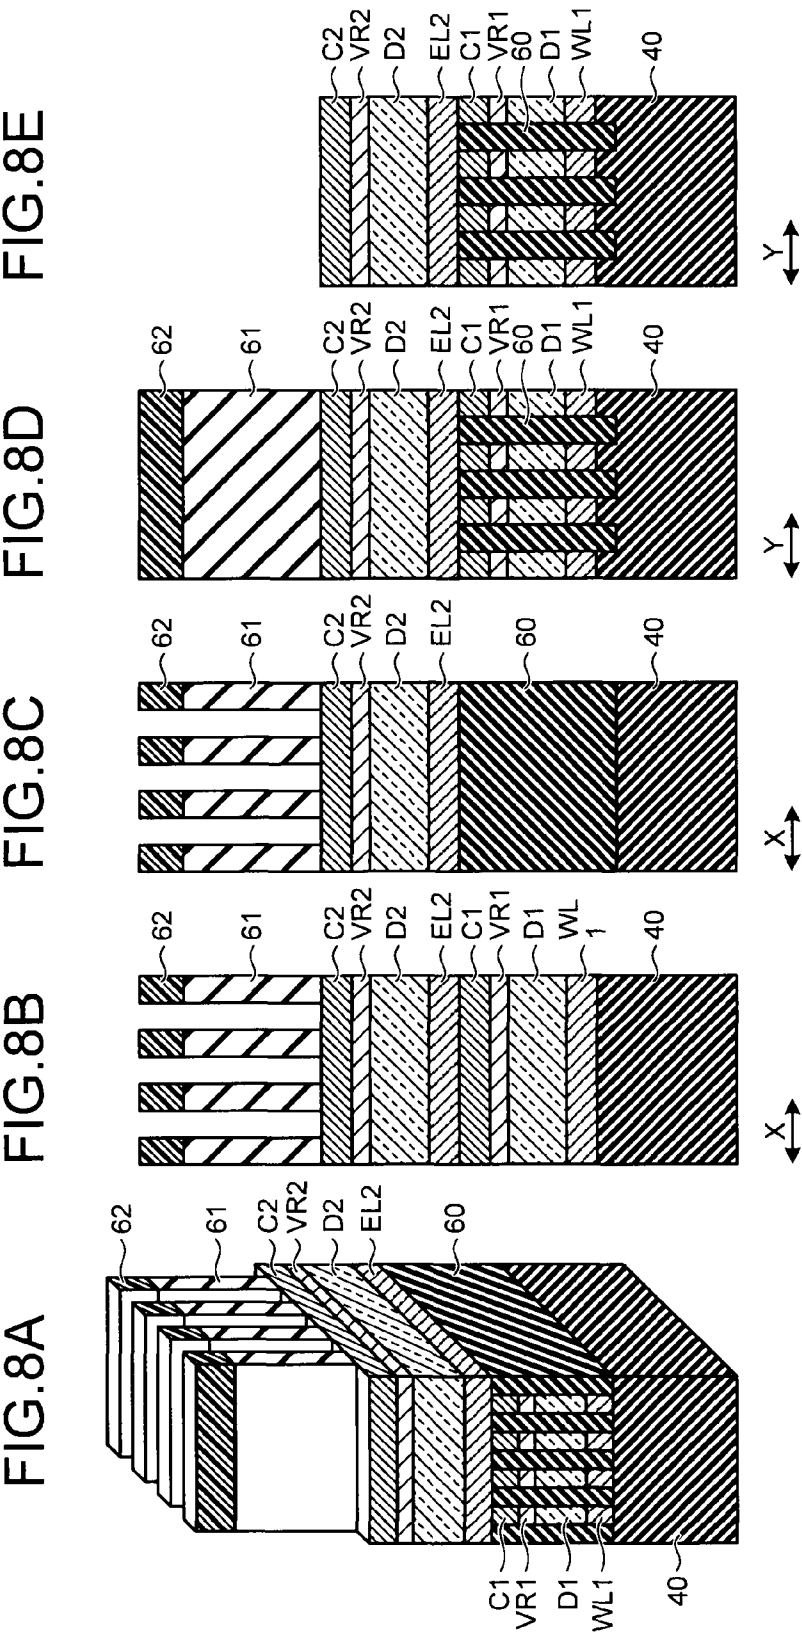 FIG.8A
62
61
C2
VR2
D2
EL2
60
C1
VR1
D1
WL1
40
FIG.8B
62
61
C2
VR2
D2
EL2
C1
VR1
D1
WL
1
40
X
FIG.8C
62
61
C2
VR2
D2
EL2
60
40
X
FIG.8D
62
61
C2
VR2
D2
EL2
C1
VR1
60
D1
WL1
40
Y
FIG.8E
C2
VR2
D2
EL2
C1
VR1
60
D1
WL1
40
Y